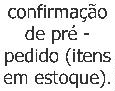 confirmação
de pré -
pedido (itens
em estoque).